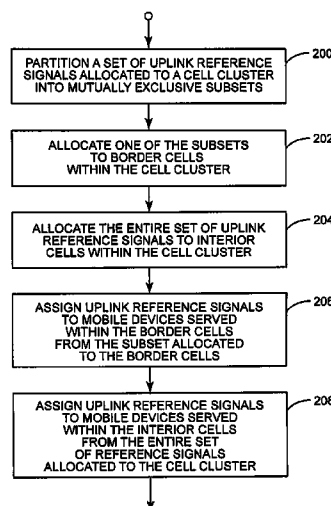 PARTITION A SET OF UPLINK REFERENCE
SIGNALS ALLOCATED TO A CELL CLUSTER
INTO MUTUALLY EXCLUSIVE SUBSETS
200
ALLOCATE ONE OF THE SUBSETS
TO BORDER CELLS
WITHIN THE CELL CLUSTER
202
ALLOCATE THE ENTIRE SET OF UPLINK
REFERENCE SIGNALS TO INTERIOR
CELLS WITHIN THE CELL CLUSTER
204
ASSIGN UPLINK REFERENCE SIGNALS
TO MOBILE DEVICES SERVED
WITHIN THE BORDER CELLS
FROM THE SUBSET ALLOCATED
TO THE BORDER CELLS
206
ASSIGN UPLINK REFERENCE SIGNALS
TO MOBILE DEVICES SERVED
WITHIN THE INTERIOR CELLS
FROM THE ENTIRE SET
OF REFERENCE SIGNALS
ALLOCATED TO THE CELL CLUSTER
208